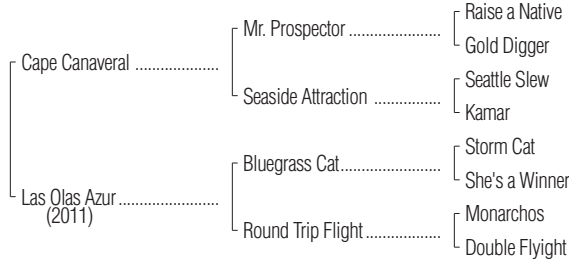 Raise a Native
Mr. Prospector ....................
Gold Digger
Cape Canaveral ..................
Seattle Slew
Seaside Attraction ................
Kamar
Storm Cat
Bluegrass Cat.....................
She's a Winner
Las Olas Azur .....................
(2011)
Monarchos
Round Trip Flight................
Double Flyight